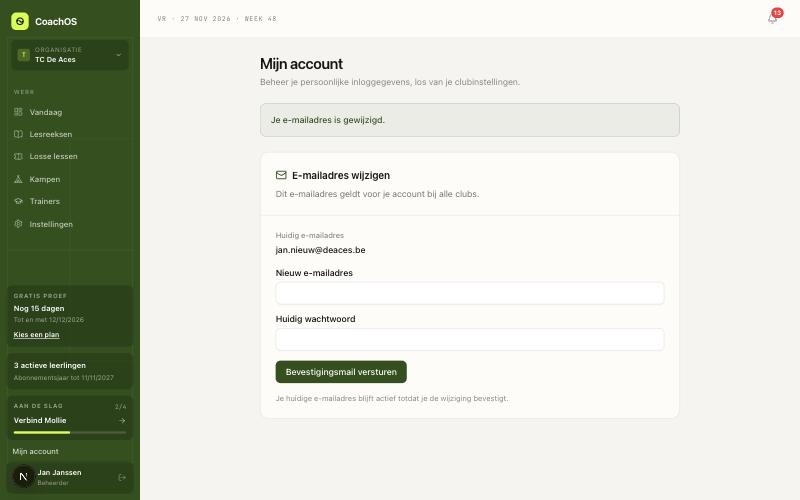 CoachOS
VR · 27 NOV 2026 · WEEK 48
13
T
ORGANISATIE
TC De Aces
WERK
Vandaag
Lesreeksen
Losse lessen
Kampen
Trainers
Instellingen
GRATIS PROEF
Nog 15 dagen
Tot en met 12/12/2026
Kies een plan
3 actieve leerlingen
Abonnementsjaar tot 11/11/2027
AAN DE SLAG 2/4
Verbind Mollie →
Mijn account
N
Jan Janssen
Beheerder
Mijn account
Beheer je persoonlijke inloggegevens, los van je clubinstellingen.
Je e-mailadres is gewijzigd.
E-mailadres wijzigen
Dit e-mailadres geldt voor je account bij alle clubs.
Huidig e-mailadres
jan.nieuw@deaces.be
Nieuw e-mailadres
Huidig wachtwoord
Bevestigingsmail versturen
Je huidige e-mailadres blijft actief totdat je de wijziging bevestigt.